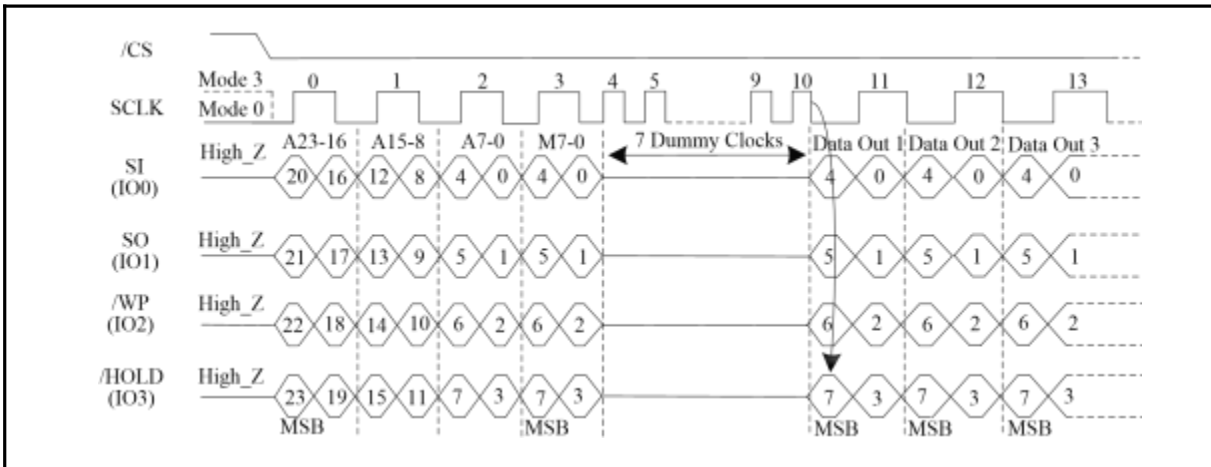 /CS
Mode 3 0 1 2 3 4 5 9 10 11 12 13
SCLK Mode 0
A23-16 A15-8 A7-0 M7-0 7 Dummy Clocks Data Out 1 Data Out 2 Data Out 3
SI High_Z
(IO0) 20 16 12 8 4 0 4 0 4 0 4 0 4 0
SO High_Z
(IO1) 21 17 13 9 5 1 5 1 5 1 5 1 5 1
/WP High_Z
(IO2) 22 18 14 10 6 2 6 2 6 2 6 2 6 2
/HOLD High_Z
(IO3) 23 19 15 11 7 3 7 3 7 3 7 3 7 3
MSB MSB MSB MSB MSB